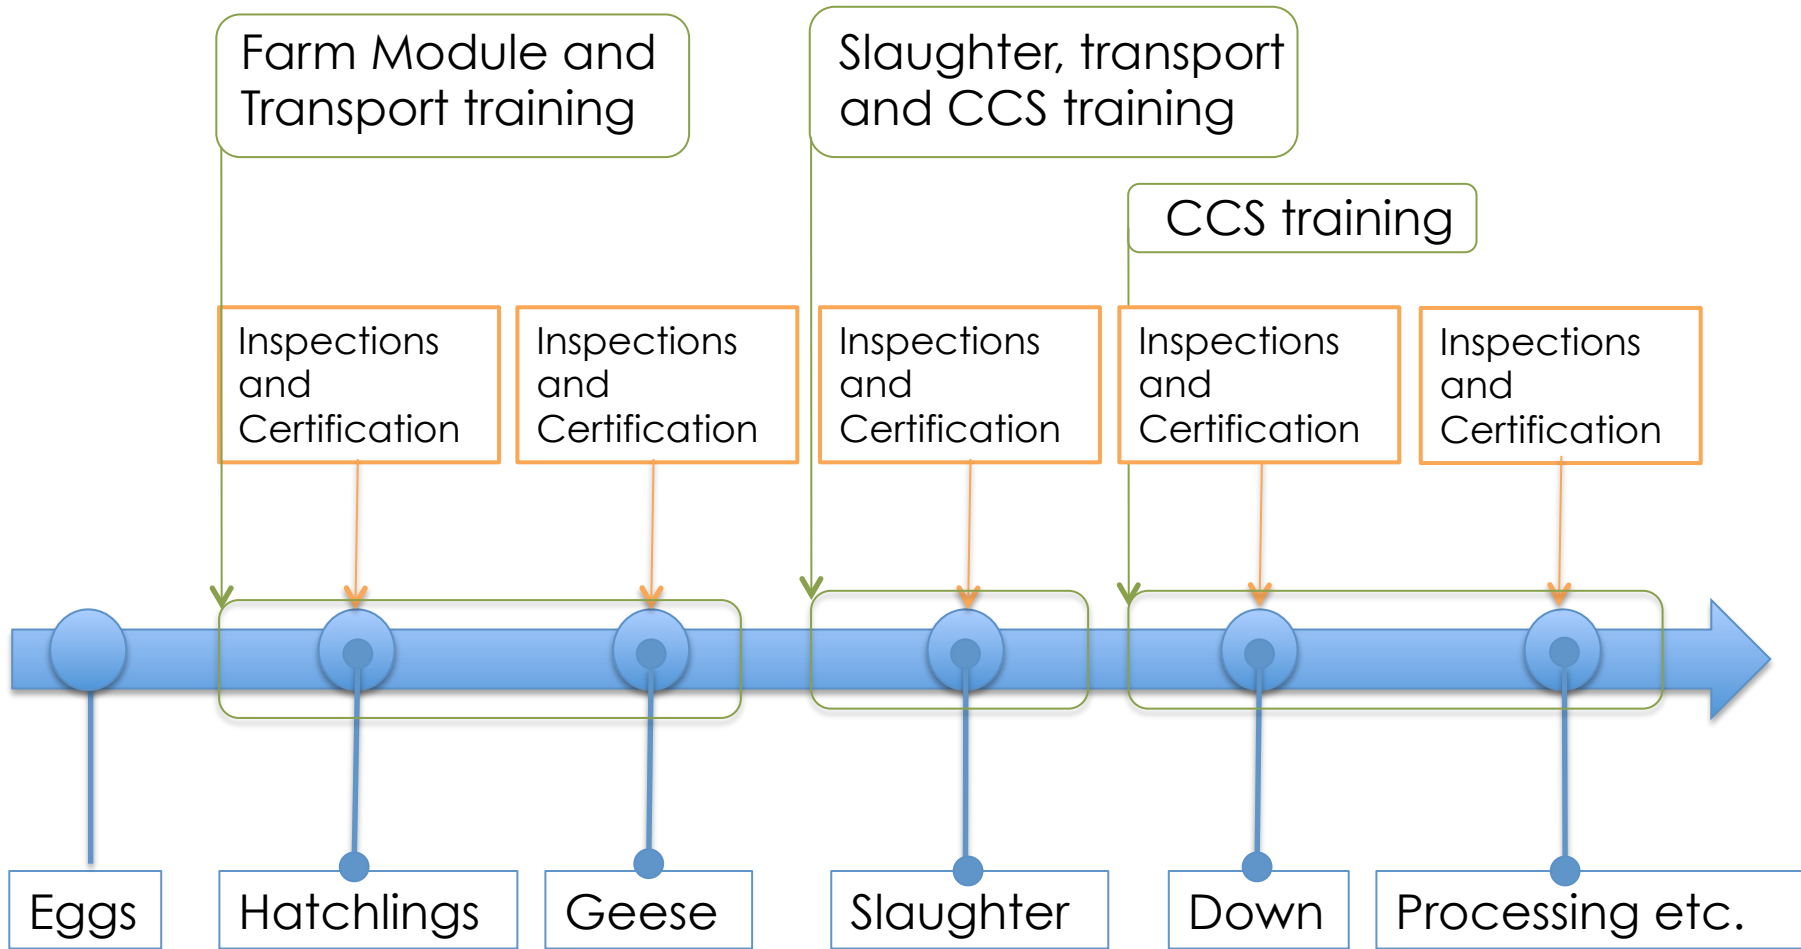 Farm Module and
Transport training
Slaughter, transport
and CCS training
CCS training
Inspections
and
Certification
Inspections
and
Certification
Inspections
and
Certification
Inspections
and
Certification
Inspections
and
Certification
Eggs
Hatchlings
Geese
Slaughter
Down
Processing etc.